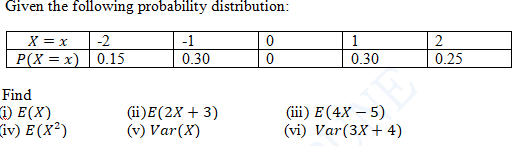 Given the following probability distribution:
X = x -2 -1 0 1 2
P(X = x) 0.15 0.30 0 0.30 0.25
Find
(i) E(X) (ii)E(2X + 3) (iii) E(4X − 5)
(iv) E(X²) (v) Var(X) (vi) Var(3X + 4)